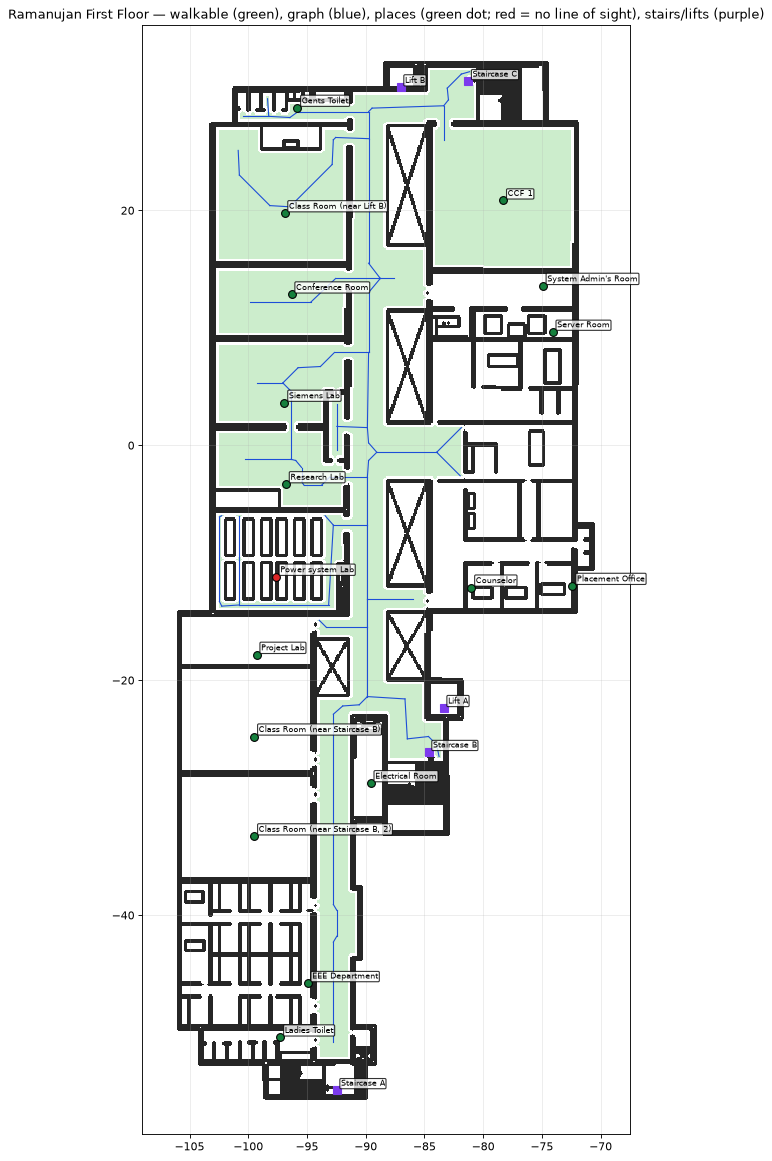 Ramanujan First Floor — walkable (green), graph (blue), places (green dot; red = no line of sight), stairs/lifts (purple)
Lift B
Staircase C
Gents Toilet
CCF 1
20
Class Room (near Lift B)
System Admin's Room
Conference Room
Server Room
0
Siemens Lab
Research Lab
Power system Lab
Counselor
Placement Office
Project Lab
−20
Lift A
Class Room (near Staircase B)
Staircase B
Electrical Room
Class Room (near Staircase B, 2)
−40
EEE Department
Ladies Toilet
Staircase A
−105 −100 −95 −90 −85 −80 −75 −70